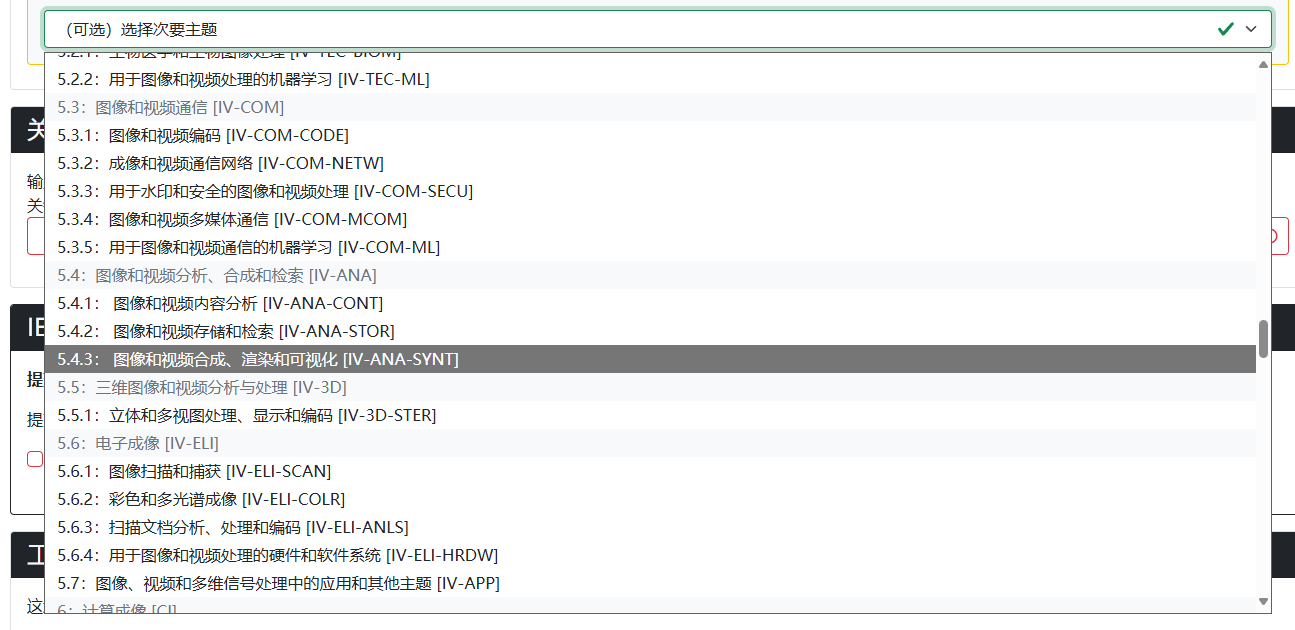 （可选）选择次要主题
5.2.1：生物医学和生物图像处理 [IV-TEC-BIOM]
5.2.2：用于图像和视频处理的机器学习 [IV-TEC-ML]
5.3：图像和视频通信 [IV-COM]
5.3.1：图像和视频编码 [IV-COM-CODE]
5.3.2：成像和视频通信网络 [IV-COM-NETW]
5.3.3：用于水印和安全的图像和视频处理 [IV-COM-SECU]
5.3.4：图像和视频多媒体通信 [IV-COM-MCOM]
5.3.5：用于图像和视频通信的机器学习 [IV-COM-ML]
5.4：图像和视频分析、合成和检索 [IV-ANA]
5.4.1： 图像和视频内容分析 [IV-ANA-CONT]
5.4.2： 图像和视频存储和检索 [IV-ANA-STOR]
5.4.3： 图像和视频合成、渲染和可视化 [IV-ANA-SYNT]
5.5：三维图像和视频分析与处理 [IV-3D]
5.5.1：立体和多视图处理、显示和编码 [IV-3D-STER]
5.6：电子成像 [IV-ELI]
5.6.1：图像扫描和捕获 [IV-ELI-SCAN]
5.6.2：彩色和多光谱成像 [IV-ELI-COLR]
5.6.3：扫描文档分析、处理和编码 [IV-ELI-ANLS]
5.6.4：用于图像和视频处理的硬件和软件系统 [IV-ELI-HRDW]
5.7：图像、视频和多维信号处理中的应用和其他主题 [IV-APP]
6：计算成像 [CI]
关
输
关
IE
提
提
工
这